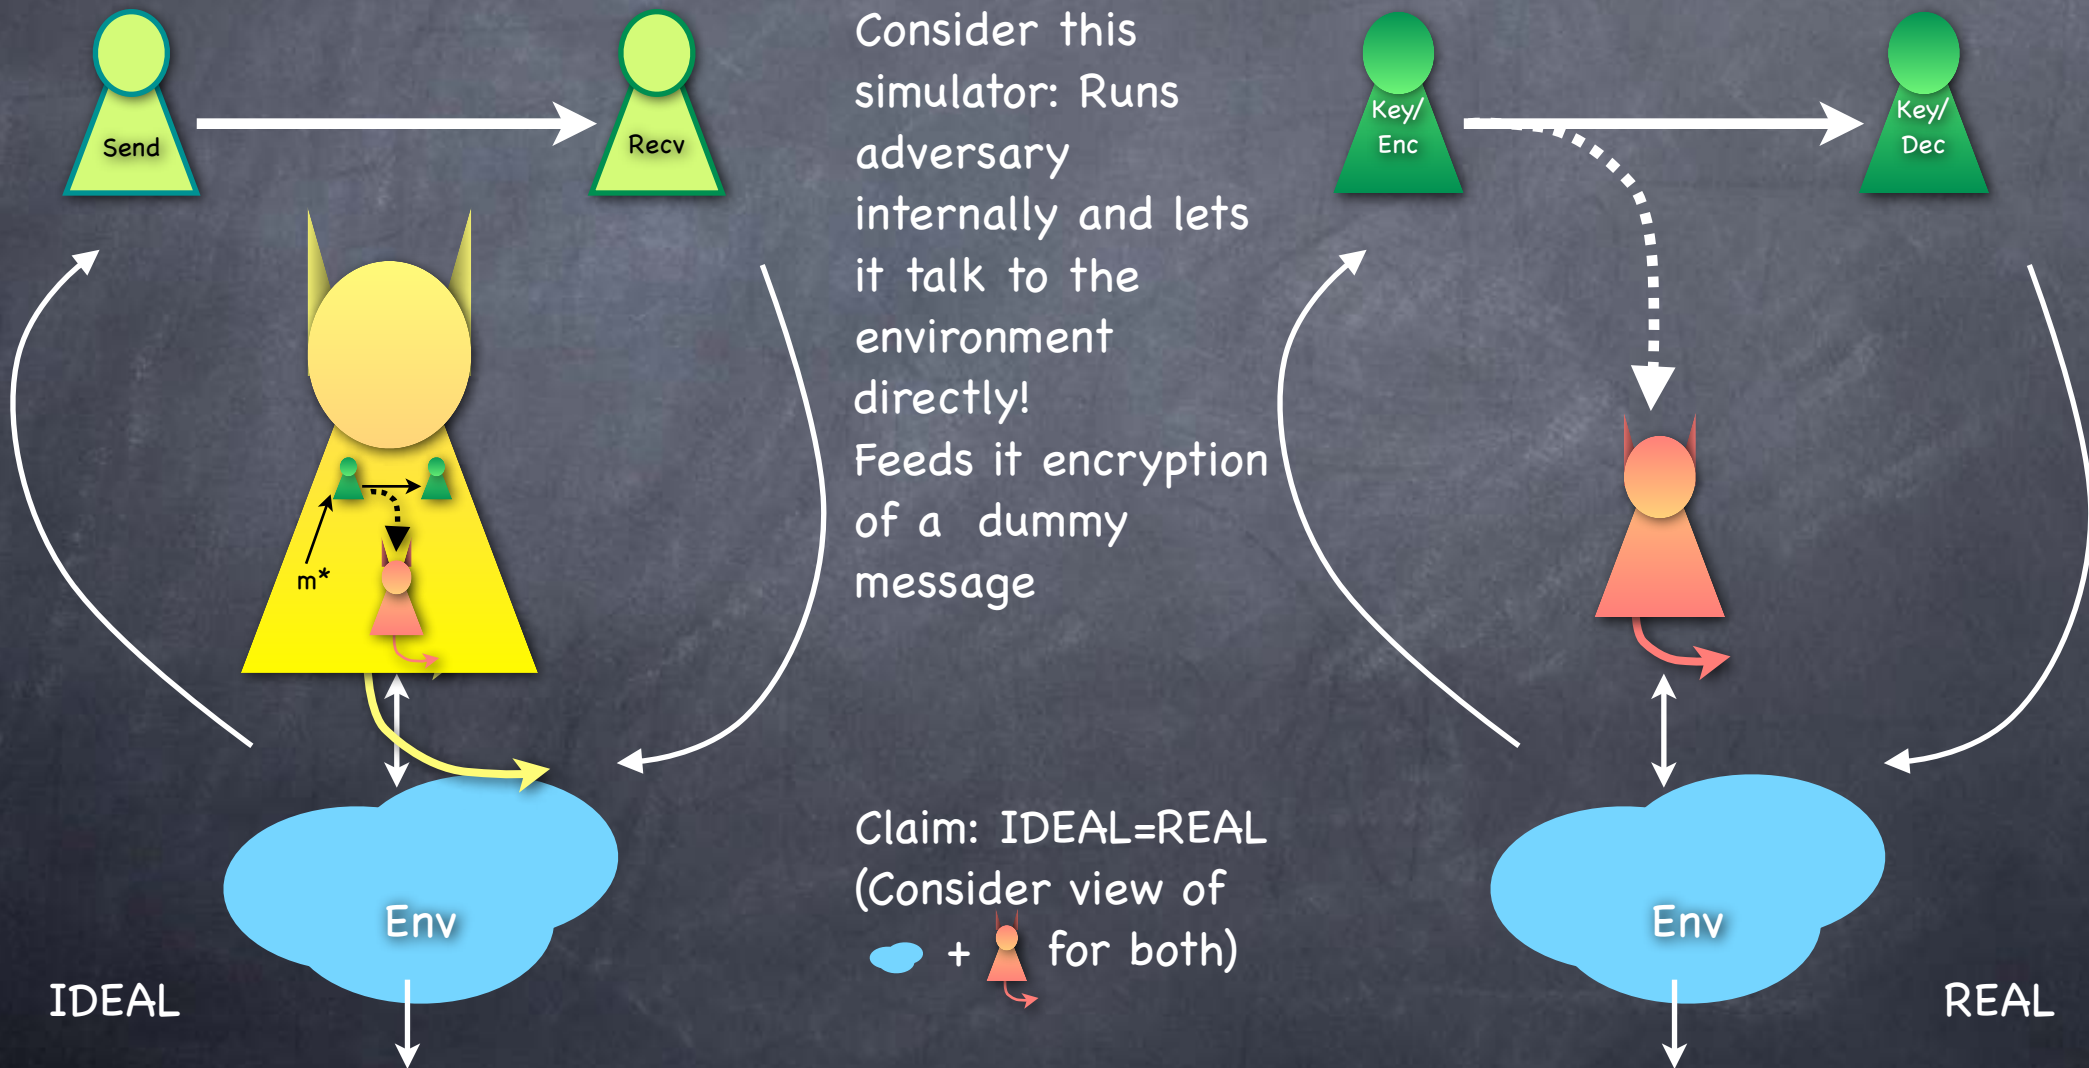 Send
Recv
m*
Env
IDEAL
Consider this
simulator: Runs
adversary
internally and lets
it talk to the
environment
directly!
Feeds it encryption
of a dummy
message
Claim: IDEAL=REAL
(Consider view of
+ for both)
Key/
Enc
Key/
Dec
Env
REAL